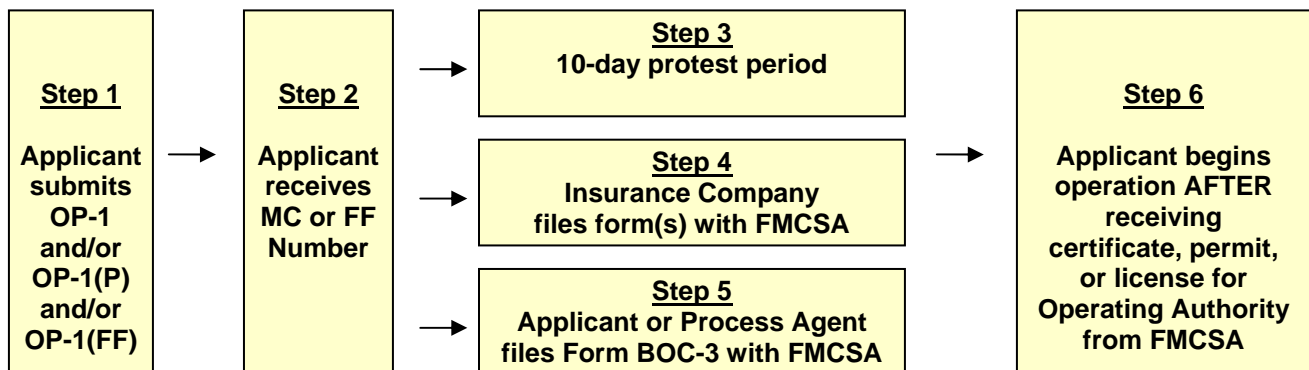 Step 1
Applicant
submits
OP-1
and/or
OP-1(P)
and/or
OP-1(FF)
Step 2
Applicant
receives
MC or FF
Number
Step 3
10-day protest period
Step 4
Insurance Company
files form(s) with FMCSA
Step 5
Applicant or Process Agent
files Form BOC-3 with FMCSA
Step 6
Applicant begins
operation AFTER
receiving
certificate, permit,
or license for
Operating Authority
from FMCSA